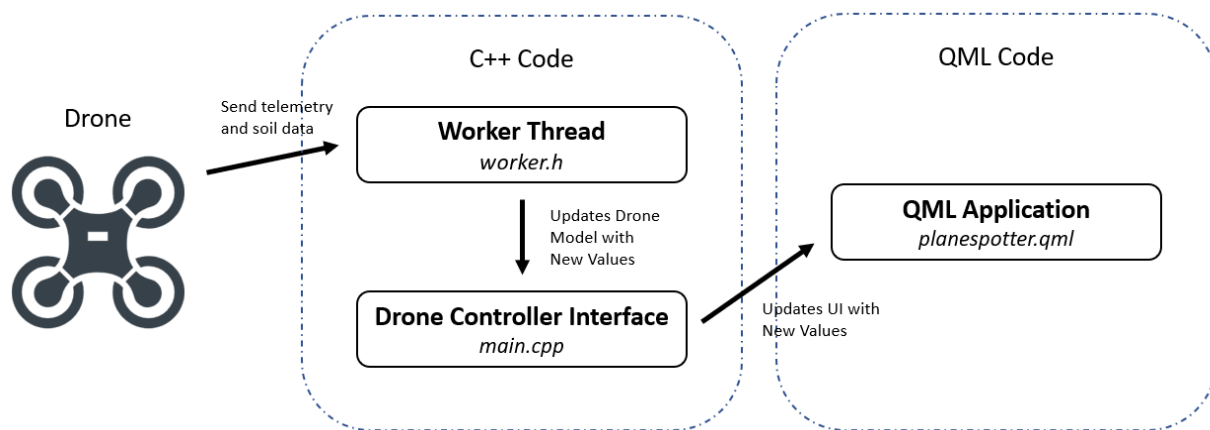 Drone
Send telemetry
and soil data
C++ Code
Worker Thread
worker.h
Updates Drone
Model with
New Values
Drone Controller Interface
main.cpp
Updates UI with
New Values
QML Code
QML Application
planespotter.qml